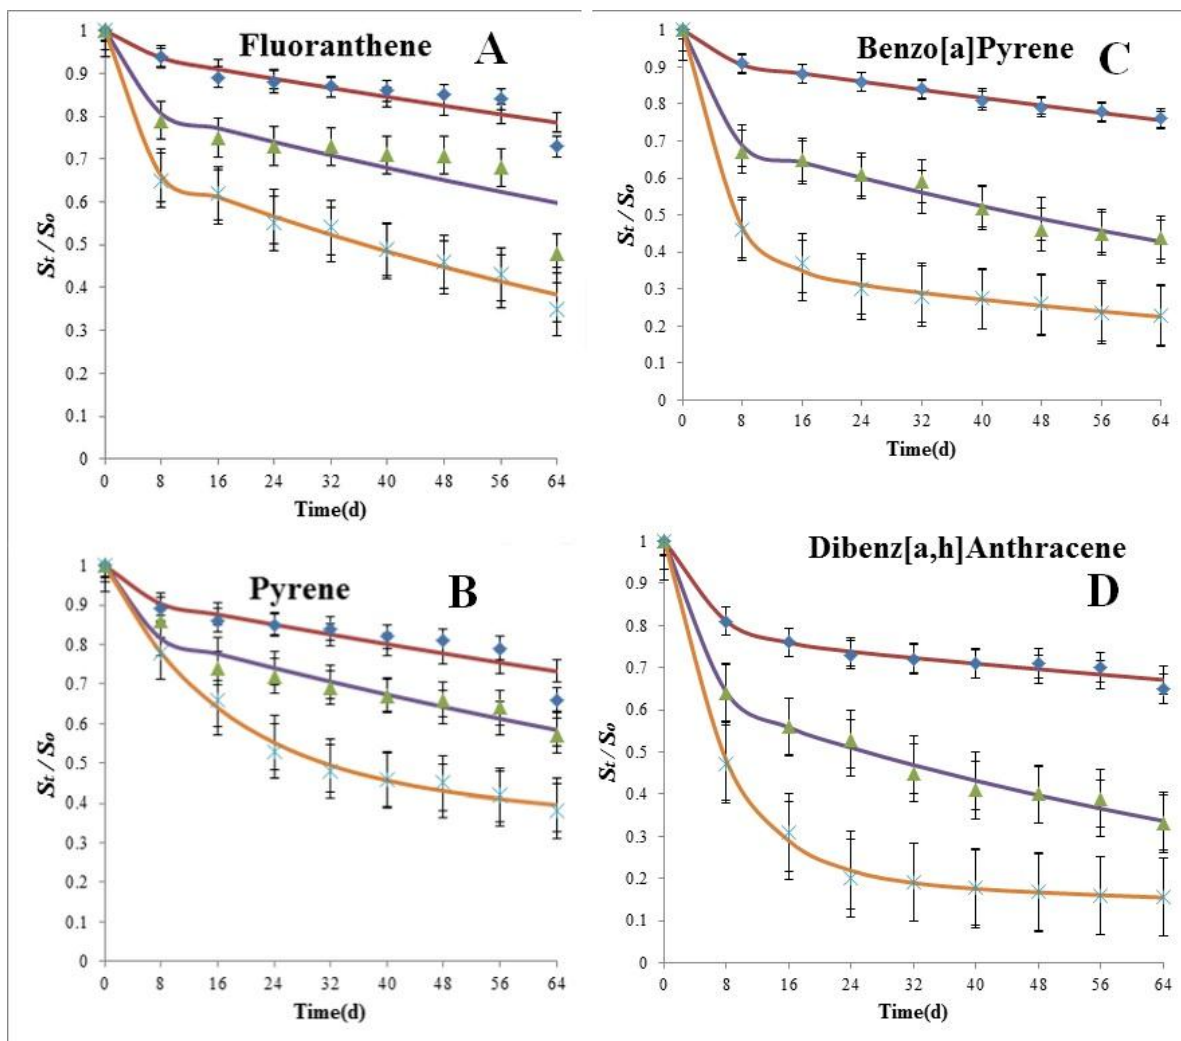 Fluoranthene A
St / So
1
0.9
0.8
0.7
0.6
0.5
0.4
0.3
0.2
0.1
0
0 8 16 24 32 40 48 56 64
Time(d)
Pyrene B
St / So
1
0.9
0.8
0.7
0.6
0.5
0.4
0.3
0.2
0.1
0
0 8 16 24 32 40 48 56 64
Time(d)
Benzo[a]Pyrene C
St / So
1
0.9
0.8
0.7
0.6
0.5
0.4
0.3
0.2
0.1
0
0 8 16 24 32 40 48 56 64
Time(d)
Dibenz[a,h]Anthracene
D
St / So
1
0.9
0.8
0.7
0.6
0.5
0.4
0.3
0.2
0.1
0
0 8 16 24 32 40 48 56 64
Time(d)